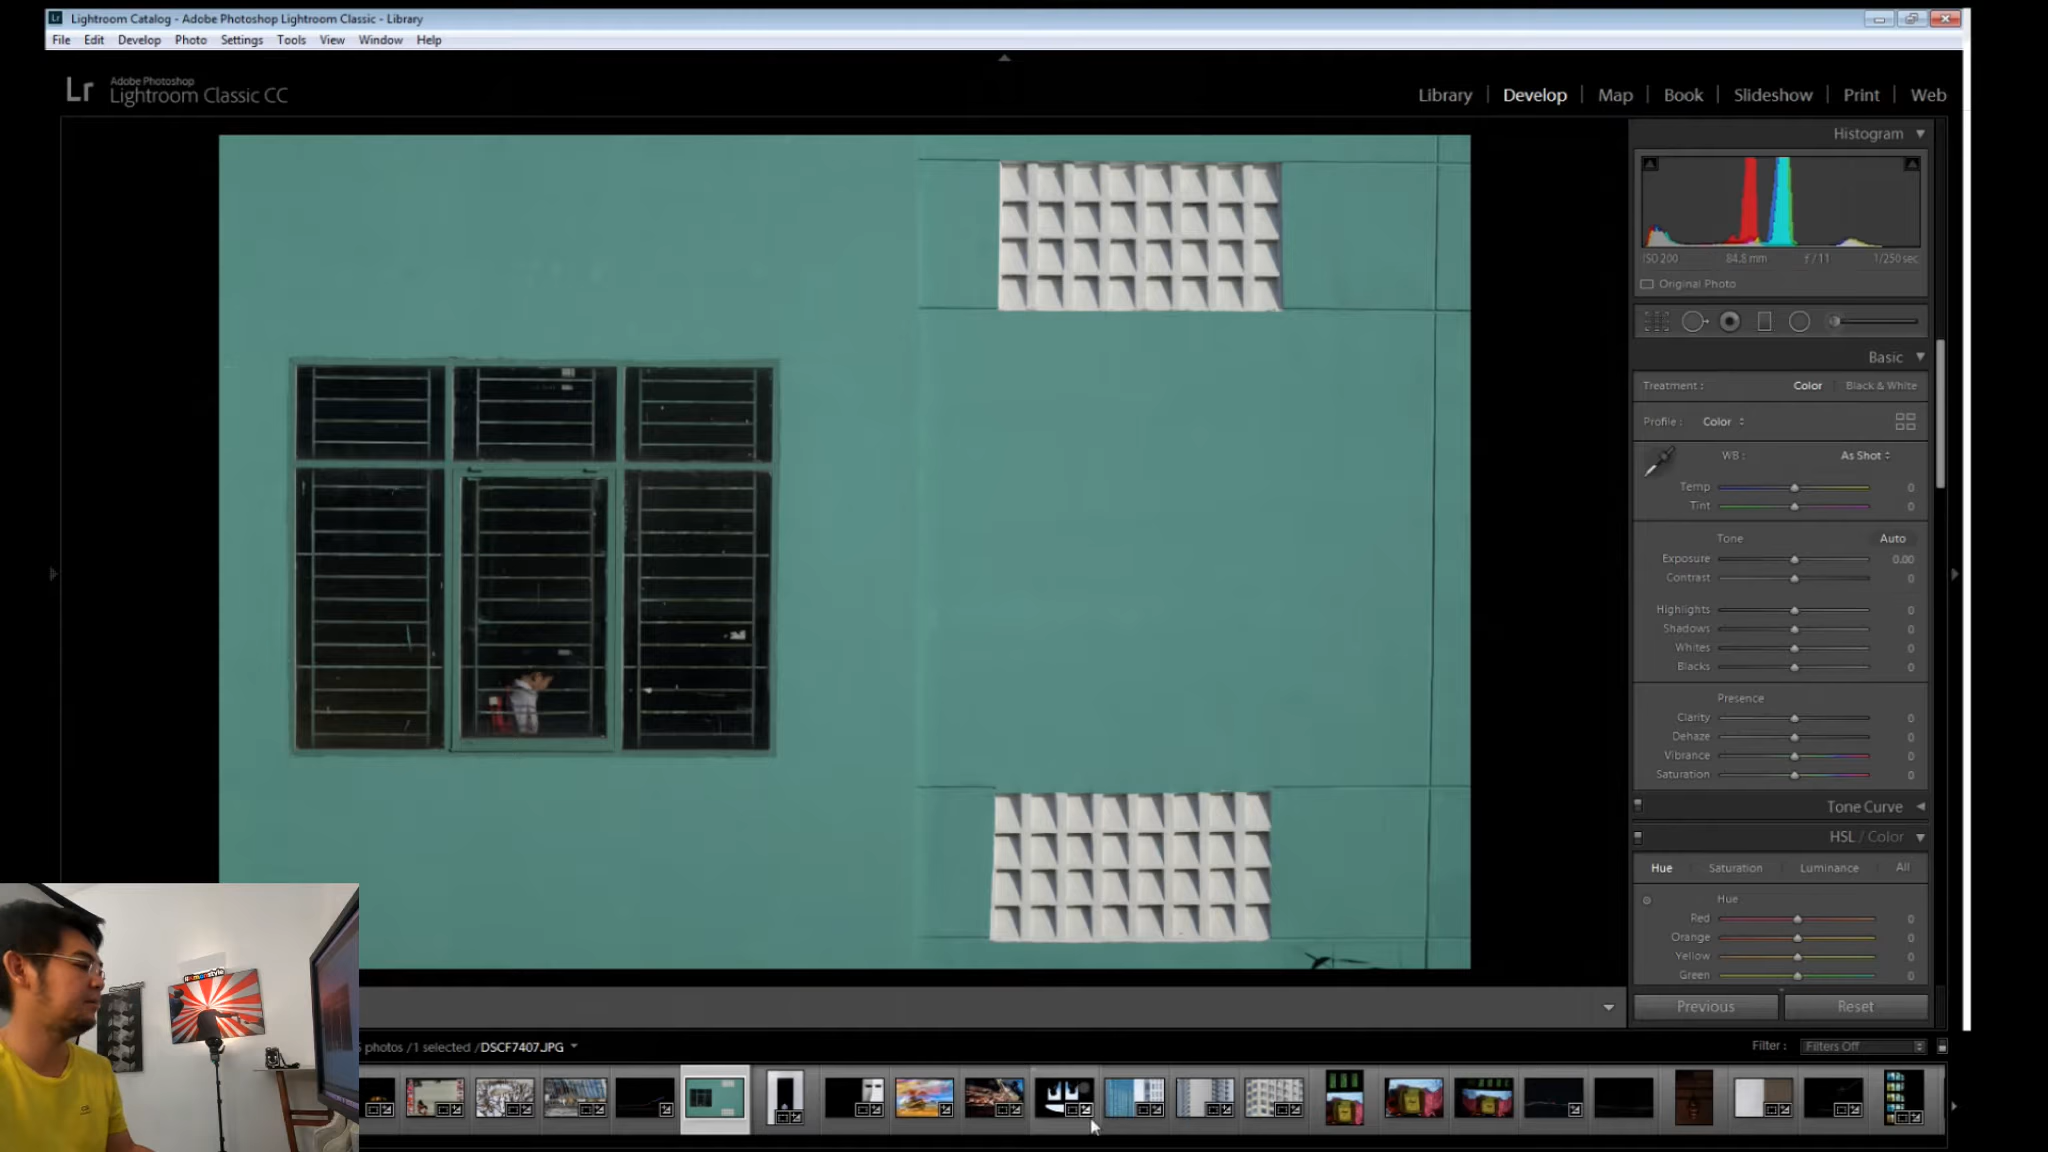 Lightroom Catalog - Adobe Photoshop Lightroom Classic - Library
File Edit Develop Photo Settings Tools View Window Help
Lr Adobe Photoshop
Lightroom Classic CC
Library Develop Map Book Slideshow Print Web
Histogram
ISO 200 84.8 mm f / 11 1/250 sec
Original Photo
Basic
Treatment : Color Black & White
Profile : Color
WB : As Shot
Temp 0
Tint 0
Tone Auto
Exposure 0.00
Contrast 0
Highlights 0
Shadows 0
Whites 0
Blacks 0
Presence
Clarity 0
Dehaze 0
Vibrance 0
Saturation 0
Tone Curve
HSL / Color
Hue Saturation Luminance All
Hue
Red 0
Orange 0
Yellow 0
Green 0
Previous Reset
photos / 1 selected / DSCF7407.JPG
Filter : Filters Off